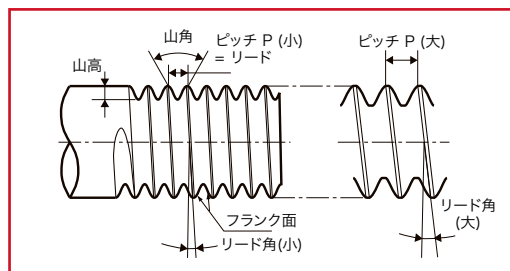 山角
ピッチ P (小)
= リード
ピッチ P (大)
山高
フランク面
リード角(小)
リード角
(大)